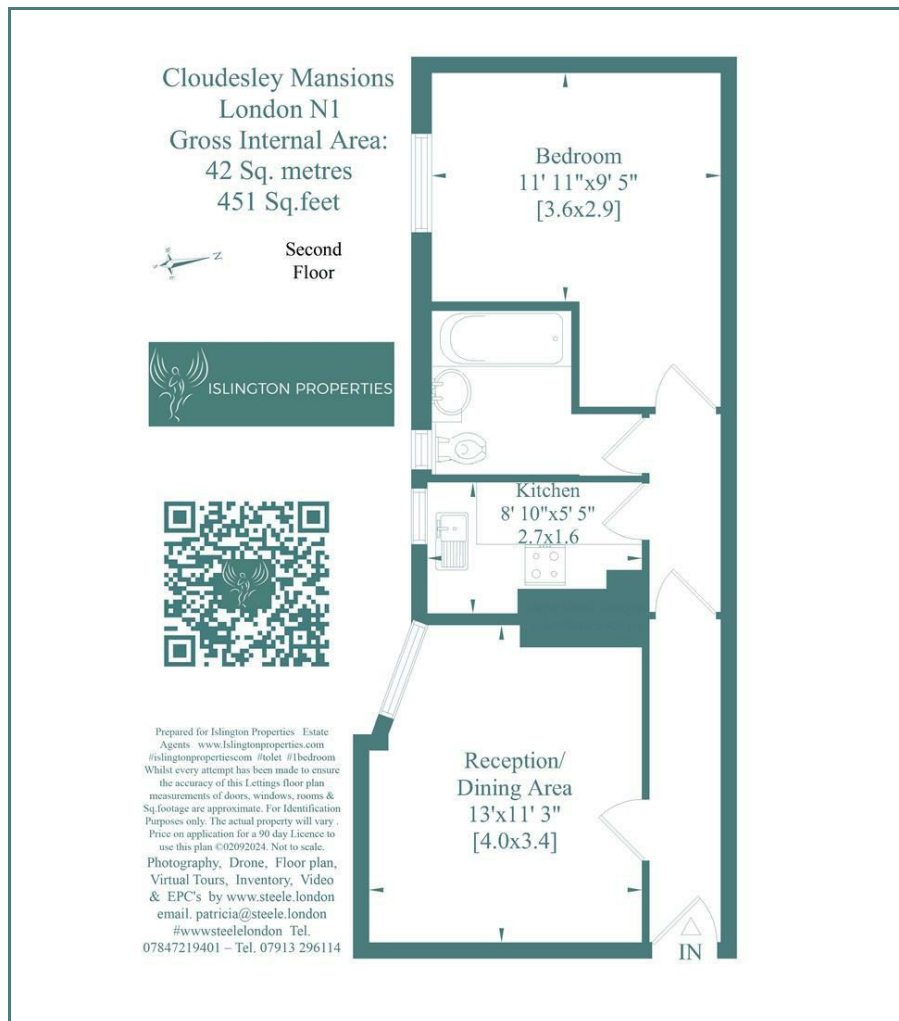 Cloudesley Mansions
London N1
Gross Internal Area:
42 Sq. metres
451 Sq.feet
Second
Floor
N
S
E
ISLINGTON PROPERTIES
Bedroom
11' 11"x9' 5"
[3.6x2.9]
Kitchen
8' 10"x5' 5"
2.7x1.6
Reception/
Dining Area
13'x11' 3"
[4.0x3.4]
IN
Prepared for Islington Properties Estate
Agents www.Islingtonproperties.com
#islingtonpropertiescom #tolet #1bedroom
Whilst every attempt has been made to ensure
the accuracy of this Lettings floor plan
measurements of doors, windows, rooms &
Sq.footage are approximate. For Identification
Purposes only. The actual property will vary .
Price on application for a 90 day Licence to
use this plan ©02092024. Not to scale.
Photography, Drone, Floor plan,
Virtual Tours, Inventory, Video
& EPC's by www.steele.london
email. patricia@steele.london
#wwwsteelelondon Tel.
07847219401 – Tel. 07913 296114